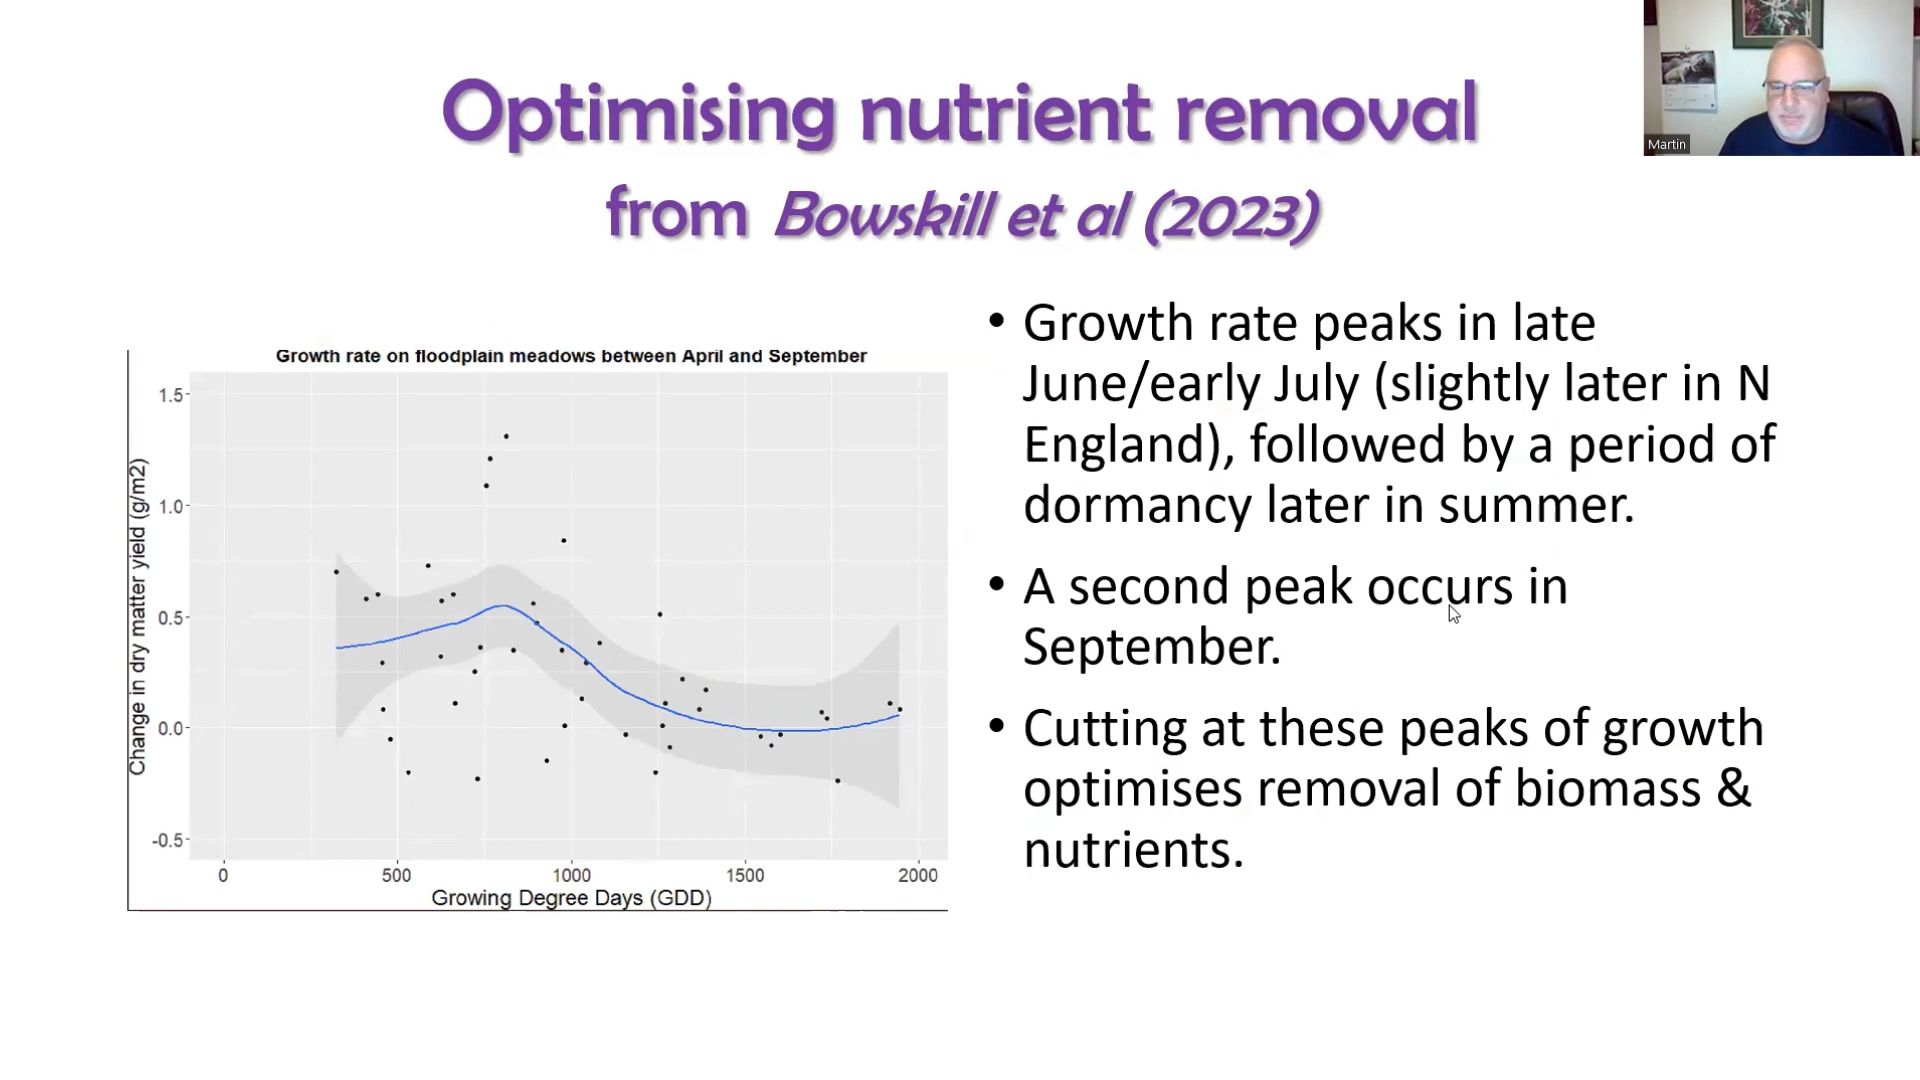 Optimising nutrient removal
from Bowskill et al (2023)
Martin
Growth rate on floodplain meadows between April and September
Change in dry matter yield (g/m2)
1.5
1.0
0.5
0.0
-0.5
0 500 1000 1500 2000
Growing Degree Days (GDD)
• Growth rate peaks in late
June/early July (slightly later in N
England), followed by a period of
dormancy later in summer.
• A second peak occurs in
September.
• Cutting at these peaks of growth
optimises removal of biomass &
nutrients.